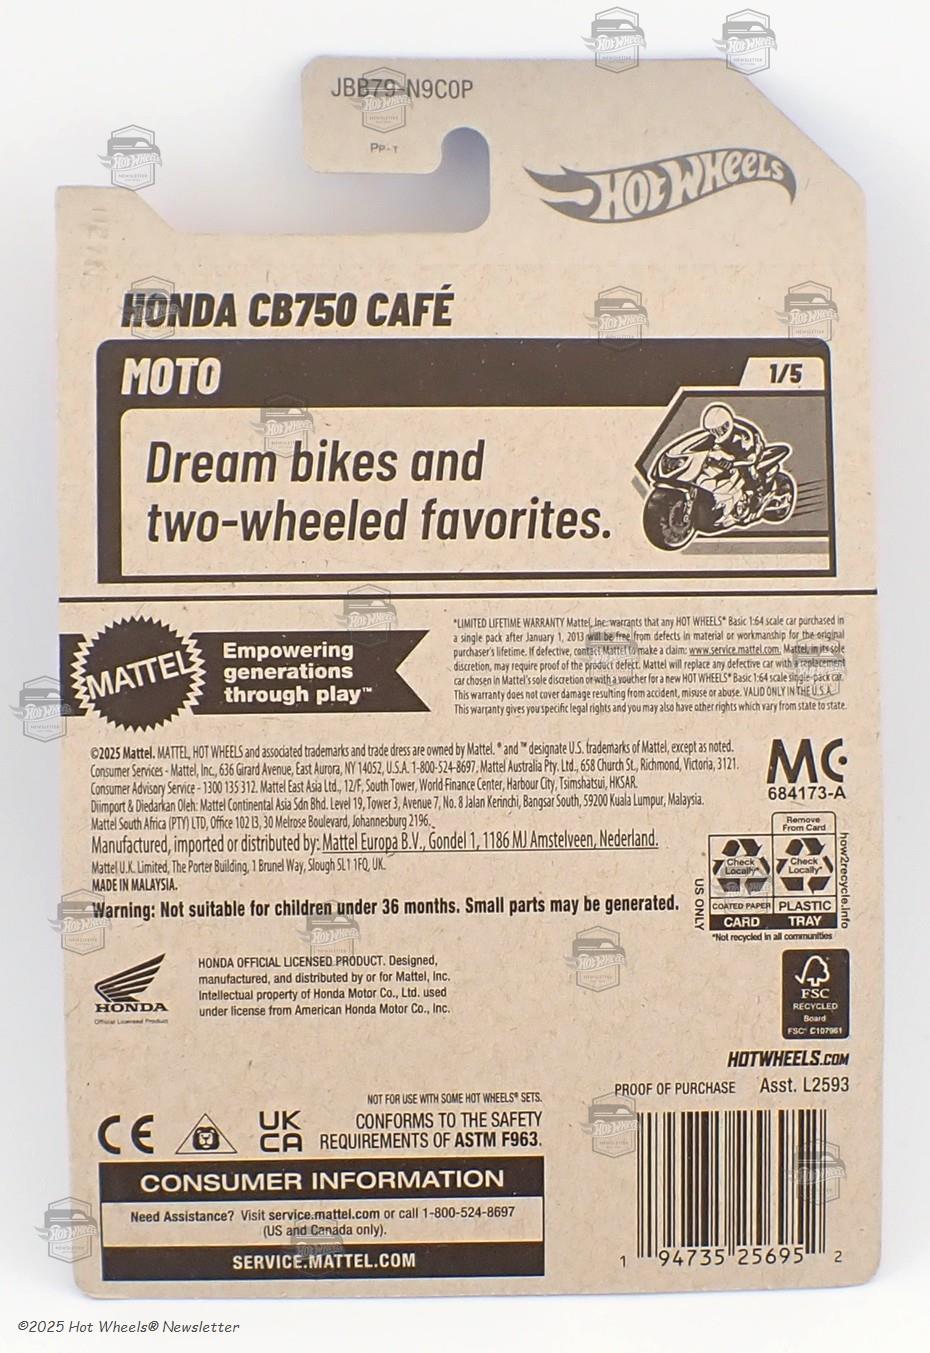 JBB79-N9C0P
PP-T
HOT WHEELS
HONDA CB750 CAFÉ
MOTO
1/5
Dream bikes and
two-wheeled favorites.
MATTEL
Empowering
generations
through play™
*LIMITED LIFETIME WARRANTY Mattel, Inc. warrants that any HOT WHEELS® Basic 1:64 scale car purchased in
a single pack after January 1, 2013 will be free from defects in material or workmanship for the original
purchaser's lifetime. If defective, contact Mattel to make a claim: www.service.mattel.com. Mattel, in its sole
discretion, may require proof of the product defect. Mattel will replace any defective car with a replacement
car chosen in Mattel's sole discretion or with a voucher for a new HOT WHEELS® Basic 1:64 scale single-pack car.
This warranty does not cover damage resulting from accident, misuse or abuse. VALID ONLY IN THE U.S.A.
This warranty gives you specific legal rights and you may also have other rights which vary from state to state.
©2025 Mattel. MATTEL, HOT WHEELS and associated trademarks and trade dress are owned by Mattel. ® and ™ designate U.S. trademarks of Mattel, except as noted.
Consumer Services - Mattel, Inc., 636 Girard Avenue, East Aurora, NY 14052, U.S.A. 1-800-524-8697, Mattel Australia Pty. Ltd., 658 Church St., Richmond, Victoria, 3121.
Consumer Advisory Service - 1300 135 312. Mattel East Asia Ltd., 12/F, South Tower, World Finance Center, Harbour City, Tsimshatsui, HKSAR.
Diimport & Diedarkan Oleh: Mattel Continental Asia Sdn Bhd. Level 19, Tower 3, Avenue 7, No. 8 Jalan Kerinchi, Bangsar South, 59200 Kuala Lumpur, Malaysia.
Mattel South Africa (PTY) LTD, Office 102 I3, 30 Melrose Boulevard, Johannesburg 2196.
Manufactured, imported or distributed by: Mattel Europa B.V., Gondel 1, 1186 MJ Amstelveen, Nederland.
Mattel U.K. Limited, The Porter Building, 1 Brunel Way, Slough SL1 1FQ, UK.
MADE IN MALAYSIA.
Warning: Not suitable for children under 36 months. Small parts may be generated.
MC
684173-A
Remove
From Card
Check
Locally*
Check
Locally*
COATED PAPER
CARD
PLASTIC
TRAY
US ONLY
how2recycle.info
*Not recycled in all communities
HONDA
Official Licensed Product
HONDA OFFICIAL LICENSED PRODUCT. Designed,
manufactured, and distributed by or for Mattel, Inc.
Intellectual property of Honda Motor Co., Ltd. used
under license from American Honda Motor Co., Inc.
FSC
RECYCLED
Board
FSC® C107961
HOTWHEELS.COM
PROOF OF PURCHASE Asst. L2593
NOT FOR USE WITH SOME HOT WHEELS® SETS.
CE
UK
CA
CONFORMS TO THE SAFETY
REQUIREMENTS OF ASTM F963.
CONSUMER INFORMATION
Need Assistance? Visit service.mattel.com or call 1-800-524-8697
(US and Canada only).
SERVICE.MATTEL.COM
1 94735 25695 2
©2025 Hot Wheels® Newsletter